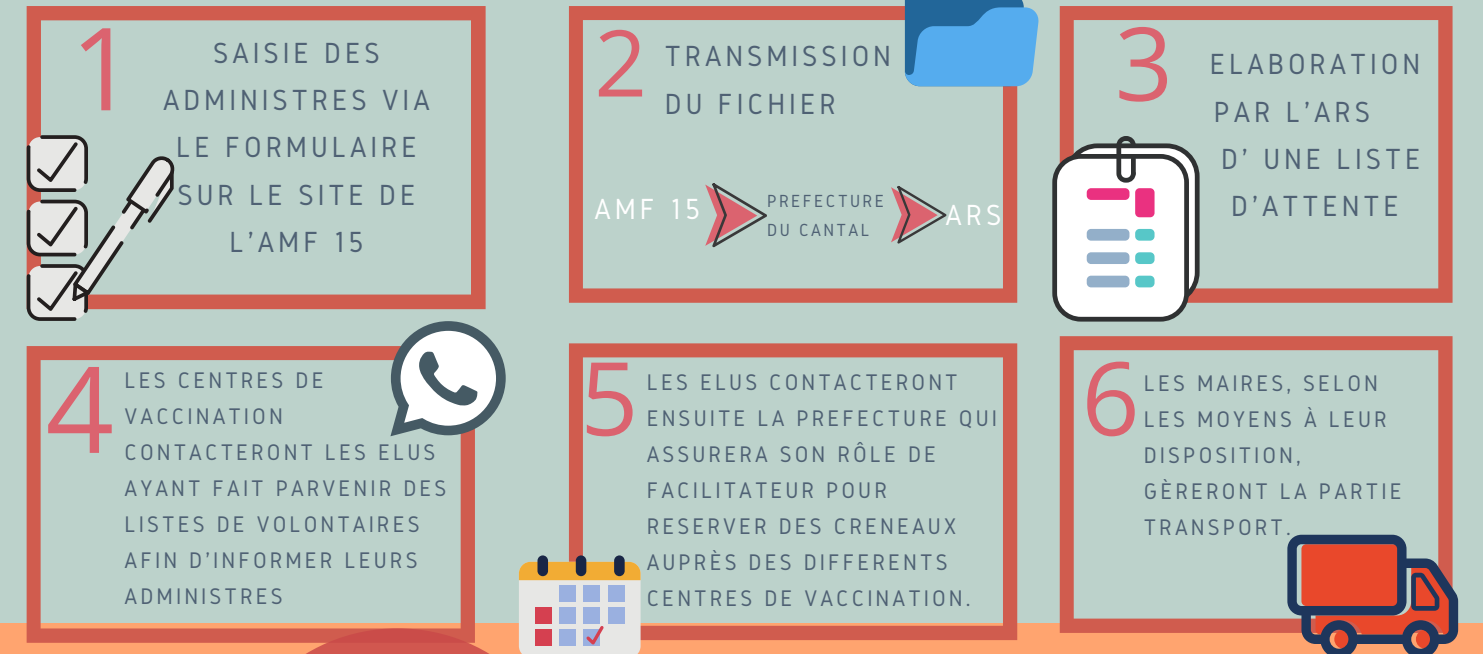 1
SAISIE DES
ADMINISTRES VIA
LE FORMULAIRE
SUR LE SITE DE
L'AMF 15
2
TRANSMISSION
DU FICHIER
AMF 15
PREFECTURE
DU CANTAL
ARS
3
ELABORATION
PAR L'ARS
D' UNE LISTE
D'ATTENTE
4
LES CENTRES DE
VACCINATION
CONTACTERONT LES ELUS
AYANT FAIT PARVENIR DES
LISTES DE VOLONTAIRES
AFIN D'INFORMER LEURS
ADMINISTRES
5
LES ELUS CONTACTERONT
ENSUITE LA PREFECTURE QUI
ASSURERA SON RÔLE DE
FACILITATEUR POUR
RESERVER DES CRENEAUX
AUPRÈS DES DIFFERENTS
CENTRES DE VACCINATION.
6
LES MAIRES, SELON
LES MOYENS À LEUR
DISPOSITION,
GÈRERONT LA PARTIE
TRANSPORT.